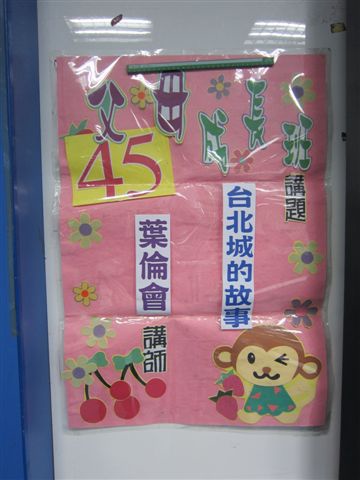 父母成長班
45
講題
台北城的故事
葉倫會
講師